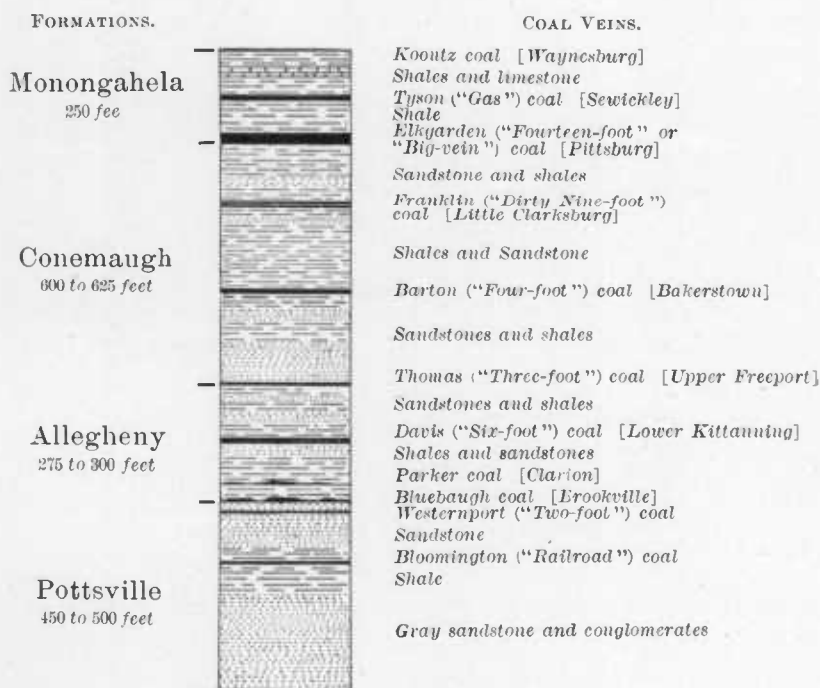 FORMATIONS.
COAL VEINS.
Monongahela
250 fee
Koontz coal [Waynesburg]
Shales and limestone
Tyson ("Gas") coal [Sewickley]
Shale
Elkgarden ("Fourteen-foot" or
"Big-vein") coal [Pittsburg]
Sandstone and shales
Franklin ("Dirty Nine-foot")
coal [Little Clarksburg]
Conemaugh
600 to 625 feet
Shales and Sandstone
Barton ("Four-foot") coal [Bakerstown]
Sandstones and shales
Thomas ("Three-foot") coal [Upper Freeport]
Allegheny
275 to 300 feet
Sandstones and shales
Davis ("Six-foot") coal [Lower Kittanning]
Shales and sandstones
Parker coal [Clarion]
Bluebaugh coal [Brookville]
Westernport ("Two-foot") coal
Sandstone
Bloomington ("Railroad") coal
Shale
Pottsville
450 to 500 feet
Gray sandstone and conglomerates